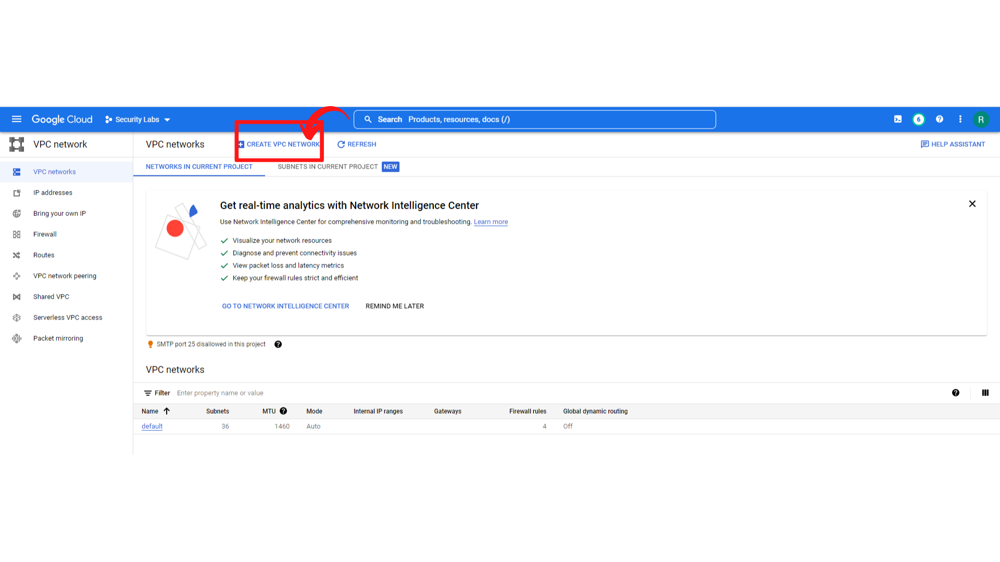 Google Cloud Security Labs Search Products, resources, docs (/) 6 R
VPC network
VPC networks CREATE VPC NETWORK REFRESH HELP ASSISTANT
VPC networks
IP addresses
Bring your own IP
Firewall
Routes
VPC network peering
Shared VPC
Serverless VPC access
Packet mirroring
NETWORKS IN CURRENT PROJECT SUBNETS IN CURRENT PROJECT NEW
Get real-time analytics with Network Intelligence Center
Use Network Intelligence Center for comprehensive monitoring and troubleshooting. Learn more
Visualize your network resources
Diagnose and prevent connectivity issues
View packet loss and latency metrics
Keep your firewall rules strict and efficient
GO TO NETWORK INTELLIGENCE CENTER REMIND ME LATER
SMTP port 25 disallowed in this project
VPC networks
Filter Enter property name or value
Name Subnets MTU Mode Internal IP ranges Gateways Firewall rules Global dynamic routing
default 36 1460 Auto 4 Off